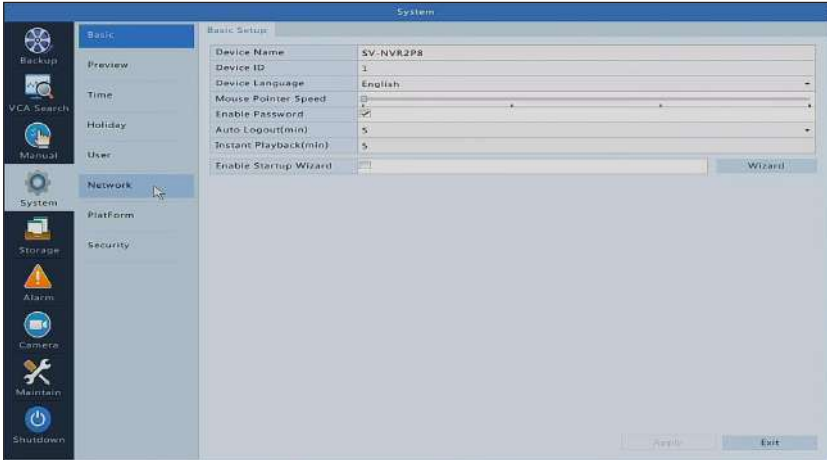 System
Backup
VCA Search
Manual
System
Storage
Alarm
Camera
Maintain
Shutdown
Basic
Preview
Time
Holiday
User
Network
Platform
Security
Basic Setup
Device Name SV-NVR2P8
Device ID 1
Device Language English
Mouse Pointer Speed
Enable Password
Auto Logout(min) 5
Instant Playback(min) 5
Enable Startup Wizard Wizard
Apply Exit